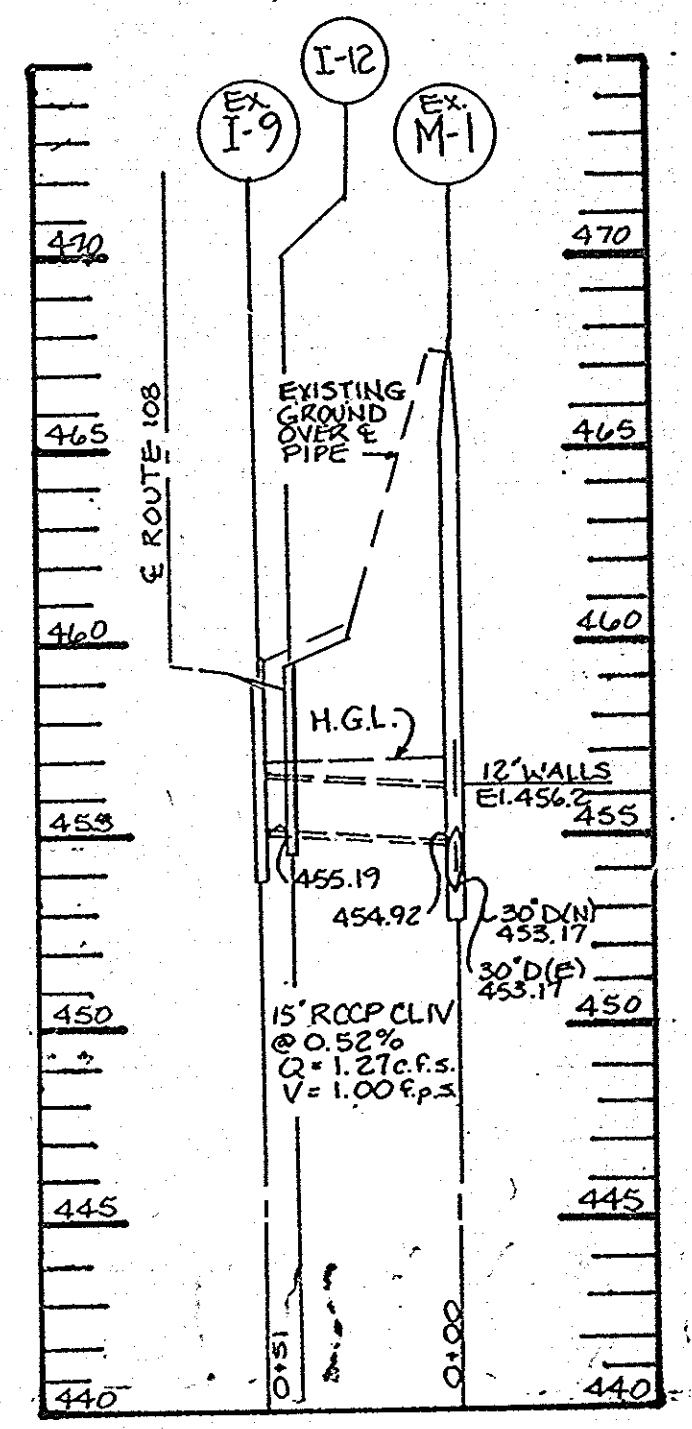 I-12
EX.
I-9
EX.
M-1
470
470
EXISTING
GROUND
OVER ℄
PIPE
465
465
℄ ROUTE 108
460
460
H.G.L.
12" WALLS
El. 456.2
455
455
455.19
454.92
30" D(N)
453.17
30" D(E)
453.17
450
450
15" RCCP CL IV
@ 0.52%
Q = 1.27 c.f.s.
V = 1.00 f.p.s.
445
445
0+51
0+00
440
440